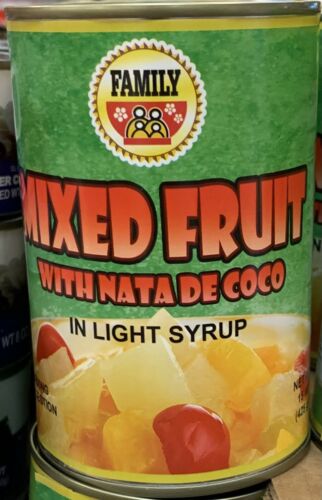 FAMILY
MIXED FRUIT
WITH NATA DE COCO
IN LIGHT SYRUP